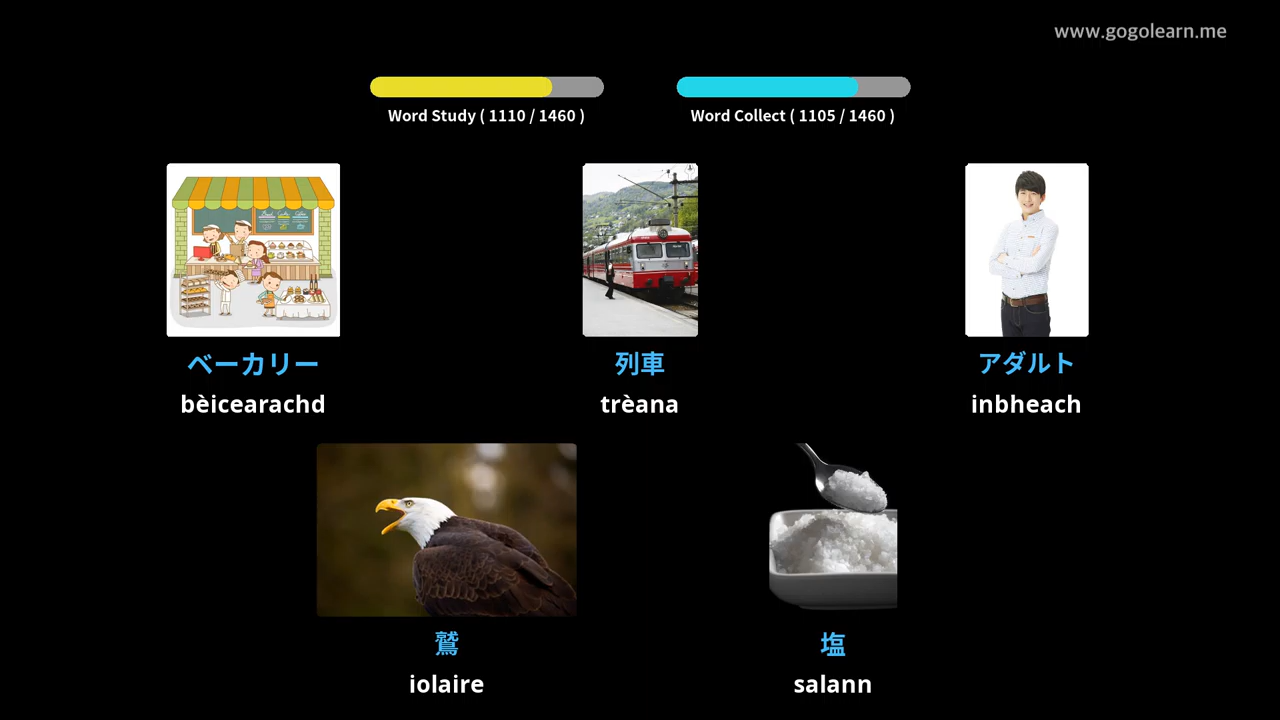 www.gogolearn.me
Word Study ( 1110 / 1460 )
Word Collect ( 1105 / 1460 )
ベーカリー
bèicearachd
列車
trèana
アダルト
inbheach
鷲
iolaire
塩
salann